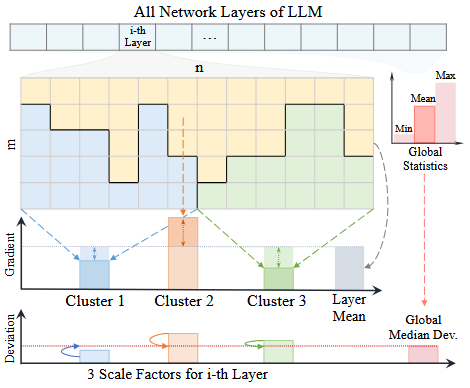 All Network Layers of LLM
i-th
Layer
...
n
m
Max
Mean
Min
Global
Statistics
Gradient
Cluster 1
Cluster 2
Cluster 3
Layer
Mean
Global
Median Dev.
Deviation
3 Scale Factors for i-th Layer